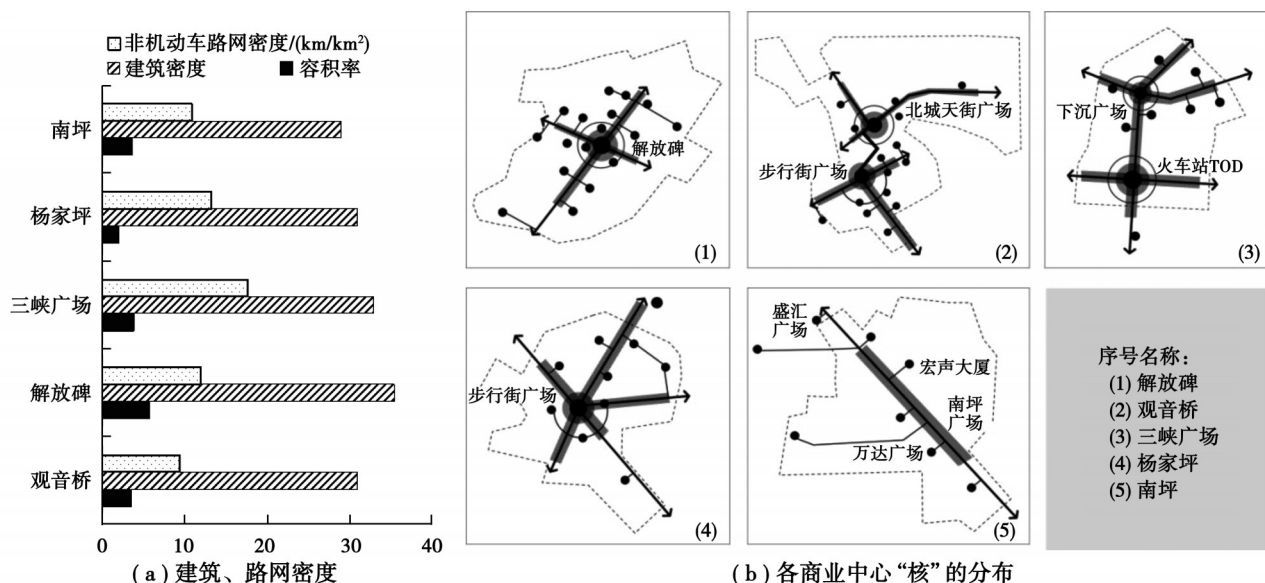 非机动车路网密度/(km/km²)
建筑密度
容积率
南坪
杨家坪
三峡广场
解放碑
观音桥
0
10
20
30
40
(a)建筑、路网密度
解放碑
(1)
北城天街广场
步行街广场
(2)
下沉广场
火车站TOD
(3)
步行街广场
(4)
盛汇
广场
宏声大厦
南坪
广场
万达广场
(5)
序号名称:
(1) 解放碑
(2) 观音桥
(3) 三峡广场
(4) 杨家坪
(5) 南坪
(b)各商业中心“核”的分布